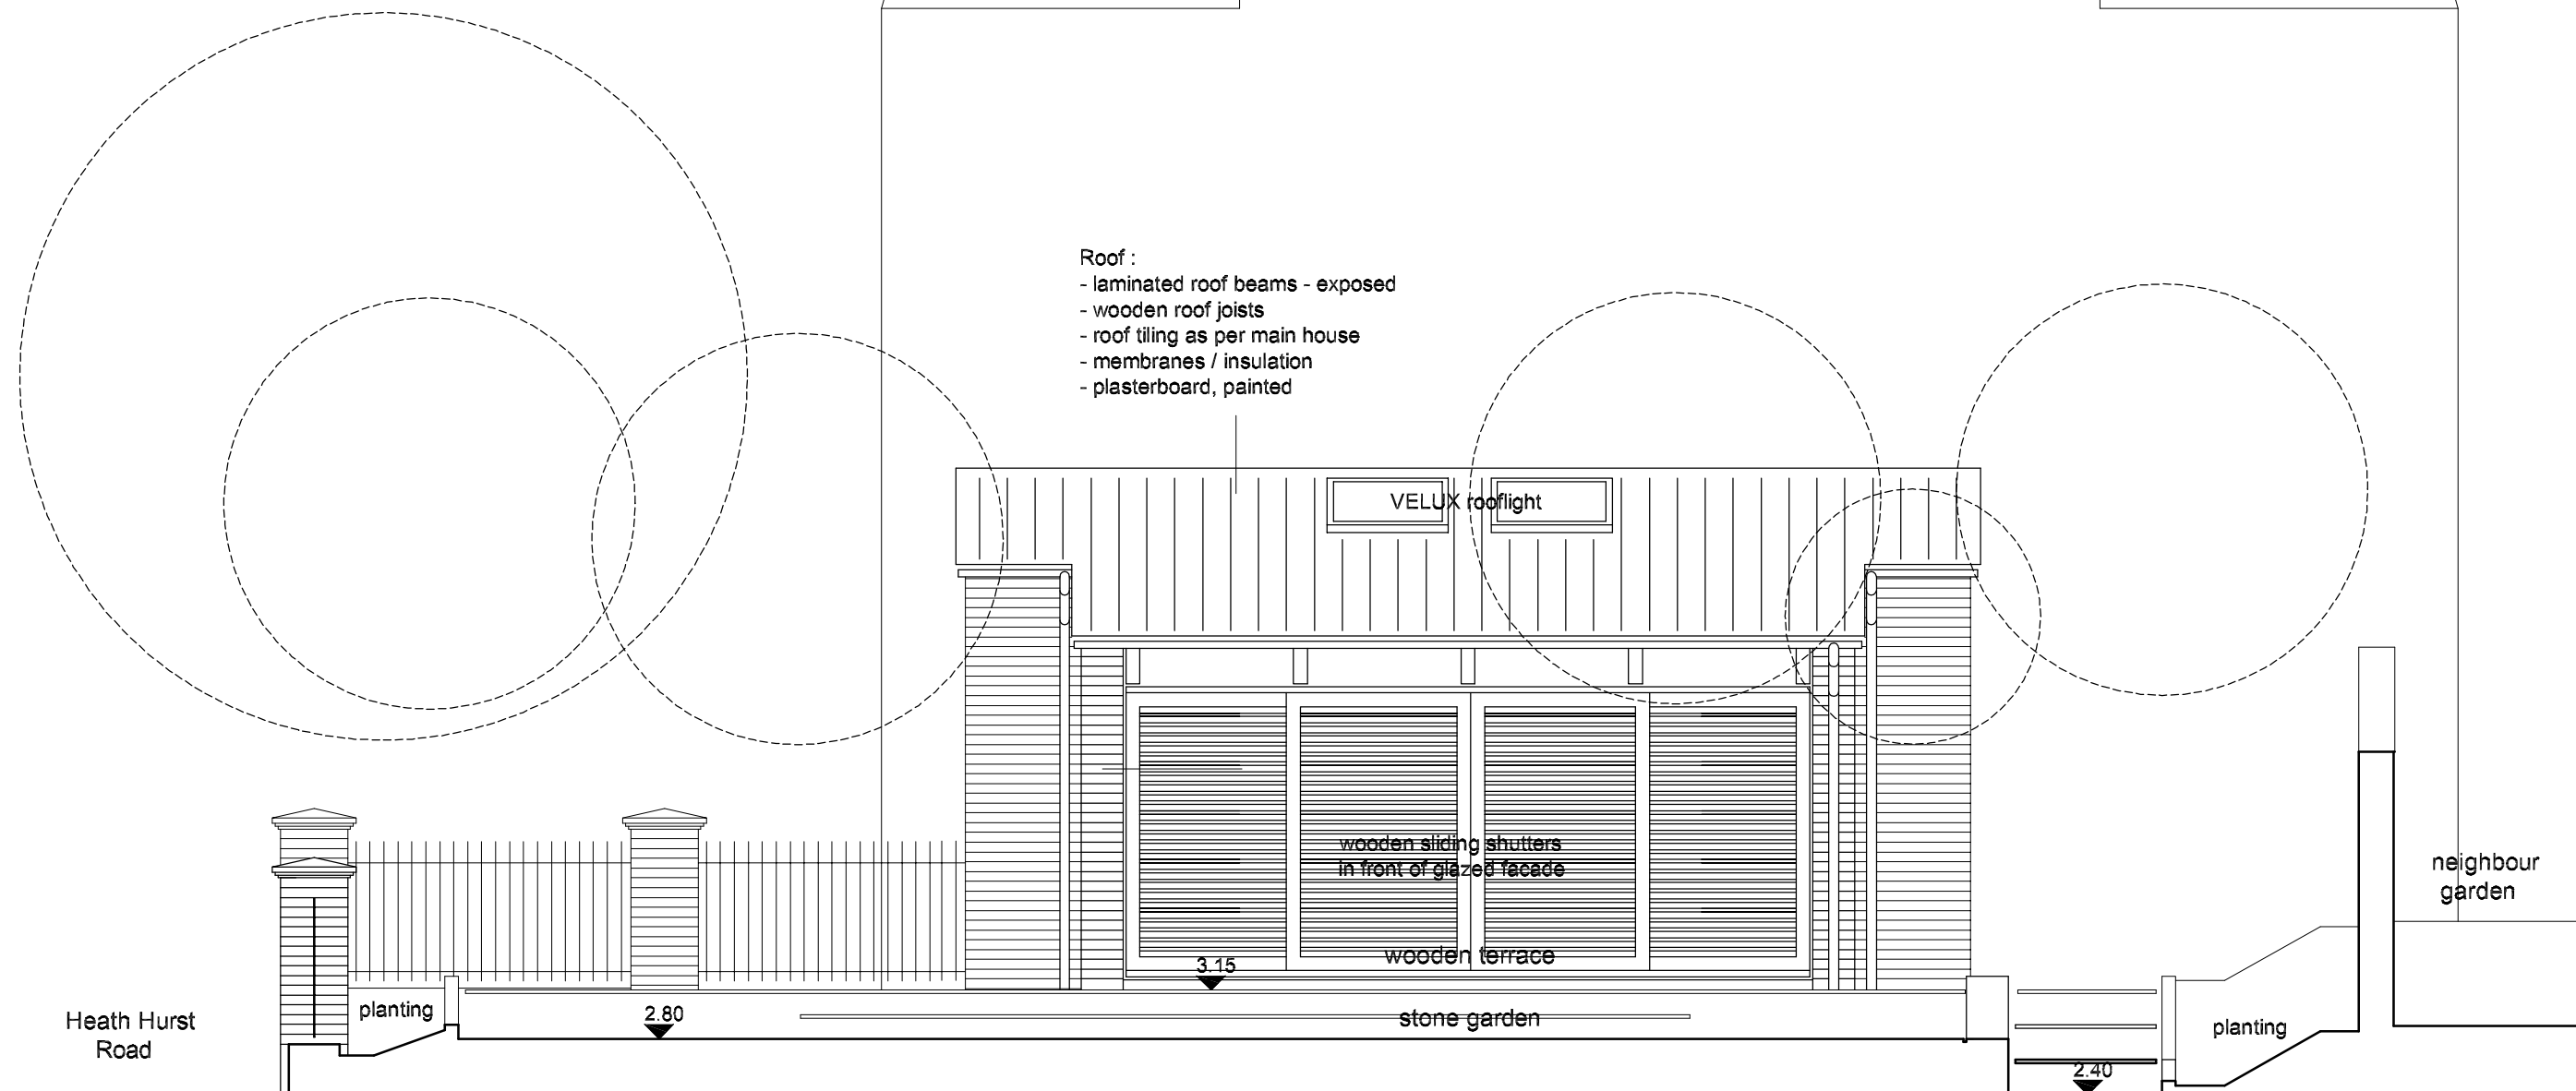 Roof :
- laminated roof beams - exposed
- wooden roof joists
- roof tiling as per main house
- membranes / insulation
- plasterboard, painted
VELUX rooflight
wooden sliding shutters
in front of glazed facade
neighbour
garden
wooden terrace
3.15
planting
2.80
stone garden
Heath Hurst
Road
planting
2.40